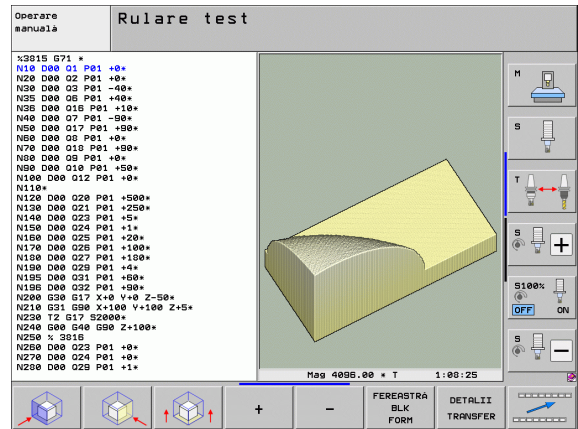 Operare
manuală
Rulare test
%3815 G71 *
N10 D00 Q1 P01 +0*
N20 D00 Q2 P01 +0*
N30 D00 Q3 P01 -40*
N35 D00 Q6 P01 +40*
N36 D00 Q16 P01 +10*
N40 D00 Q7 P01 -90*
N50 D00 Q17 P01 +90*
N60 D00 Q8 P01 +0*
N70 D00 Q18 P01 +90*
N80 D00 Q9 P01 +0*
N90 D00 Q10 P01 +50*
N100 D00 Q12 P01 +0*
N110*
N120 D00 Q20 P01 +500*
N130 D00 Q21 P01 +250*
N140 D00 Q23 P01 +5*
N150 D00 Q24 P01 +1*
N160 D00 Q25 P01 +20*
N170 D00 Q26 P01 +100*
N180 D00 Q27 P01 +180*
N190 D00 Q29 P01 +4*
N195 D00 Q31 P01 +60*
N196 D00 Q32 P01 +90*
N200 G30 G17 X+0 Y+0 Z-50*
N210 G31 G90 X+100 Y+100 Z+5*
N230 T2 G17 S2000*
N240 G00 G40 G90 Z+100*
N250 % 3816
N260 D00 Q23 P01 +0*
N270 D00 Q24 P01 +0*
N280 D00 Q29 P01 +1*
Mag 4096.00 * T 1:08:25
M
S
T
S
+
S100%
OFF ON
S
−
+
−
FEREASTRĂ
BLK
FORM
DETALII
TRANSFER